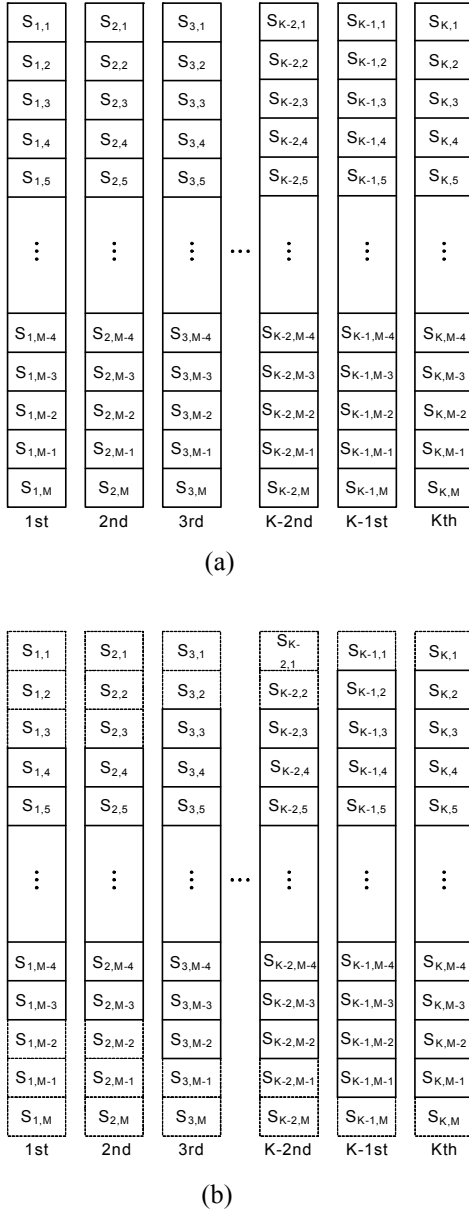 S1,1 S2,1 S3,1 SK-2,1 SK-1,1 SK,1
S1,2 S2,2 S3,2 SK-2,2 SK-1,2 SK,2
S1,3 S2,3 S3,3 SK-2,3 SK-1,3 SK,3
S1,4 S2,4 S3,4 SK-2,4 SK-1,4 SK,4
S1,5 S2,5 S3,5 SK-2,5 SK-1,5 SK,5
⋮ ⋮ ⋮ ... ⋮ ⋮ ⋮
S1,M-4 S2,M-4 S3,M-4 SK-2,M-4 SK-1,M-4 SK,M-4
S1,M-3 S2,M-3 S3,M-3 SK-2,M-3 SK-1,M-3 SK,M-3
S1,M-2 S2,M-2 S3,M-2 SK-2,M-2 SK-1,M-2 SK,M-2
S1,M-1 S2,M-1 S3,M-1 SK-2,M-1 SK-1,M-1 SK,M-1
S1,M S2,M S3,M SK-2,M SK-1,M SK,M
1st 2nd 3rd K-2nd K-1st Kth
(a)
S1,1 S2,1 S3,1 SK-2,1 SK-1,1 SK,1
S1,2 S2,2 S3,2 SK-2,2 SK-1,2 SK,2
S1,3 S2,3 S3,3 SK-2,3 SK-1,3 SK,3
S1,4 S2,4 S3,4 SK-2,4 SK-1,4 SK,4
S1,5 S2,5 S3,5 SK-2,5 SK-1,5 SK,5
⋮ ⋮ ⋮ ... ⋮ ⋮ ⋮
S1,M-4 S2,M-4 S3,M-4 SK-2,M-4 SK-1,M-4 SK,M-4
S1,M-3 S2,M-3 S3,M-3 SK-2,M-3 SK-1,M-3 SK,M-3
S1,M-2 S2,M-2 S3,M-2 SK-2,M-2 SK-1,M-2 SK,M-2
S1,M-1 S2,M-1 S3,M-1 SK-2,M-1 SK-1,M-1 SK,M-1
S1,M S2,M S3,M SK-2,M SK-1,M SK,M
1st 2nd 3rd K-2nd K-1st Kth
(b)